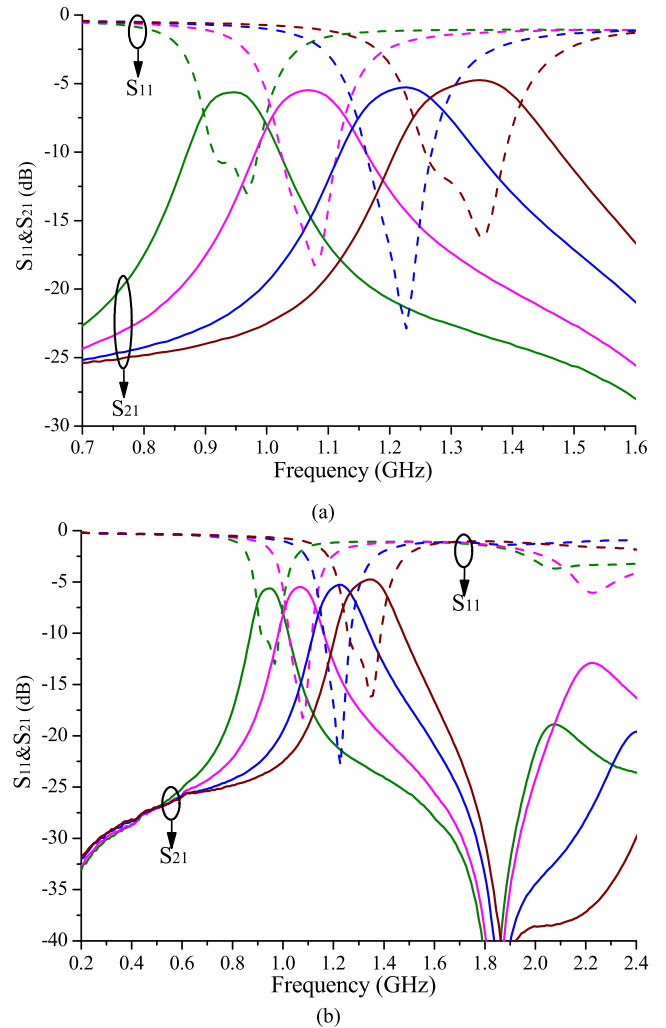 0
-5
-10
-15
-20
-25
-30
S11&S21 (dB)
S11
S21
0.7 0.8 0.9 1.0 1.1 1.2 1.3 1.4 1.5 1.6
Frequency (GHz)
(a)
0
-5
-10
-15
-20
-25
-30
-35
-40
S11&S21 (dB)
S11
S21
0.2 0.4 0.6 0.8 1.0 1.2 1.4 1.6 1.8 2.0 2.2 2.4
Frequency (GHz)
(b)